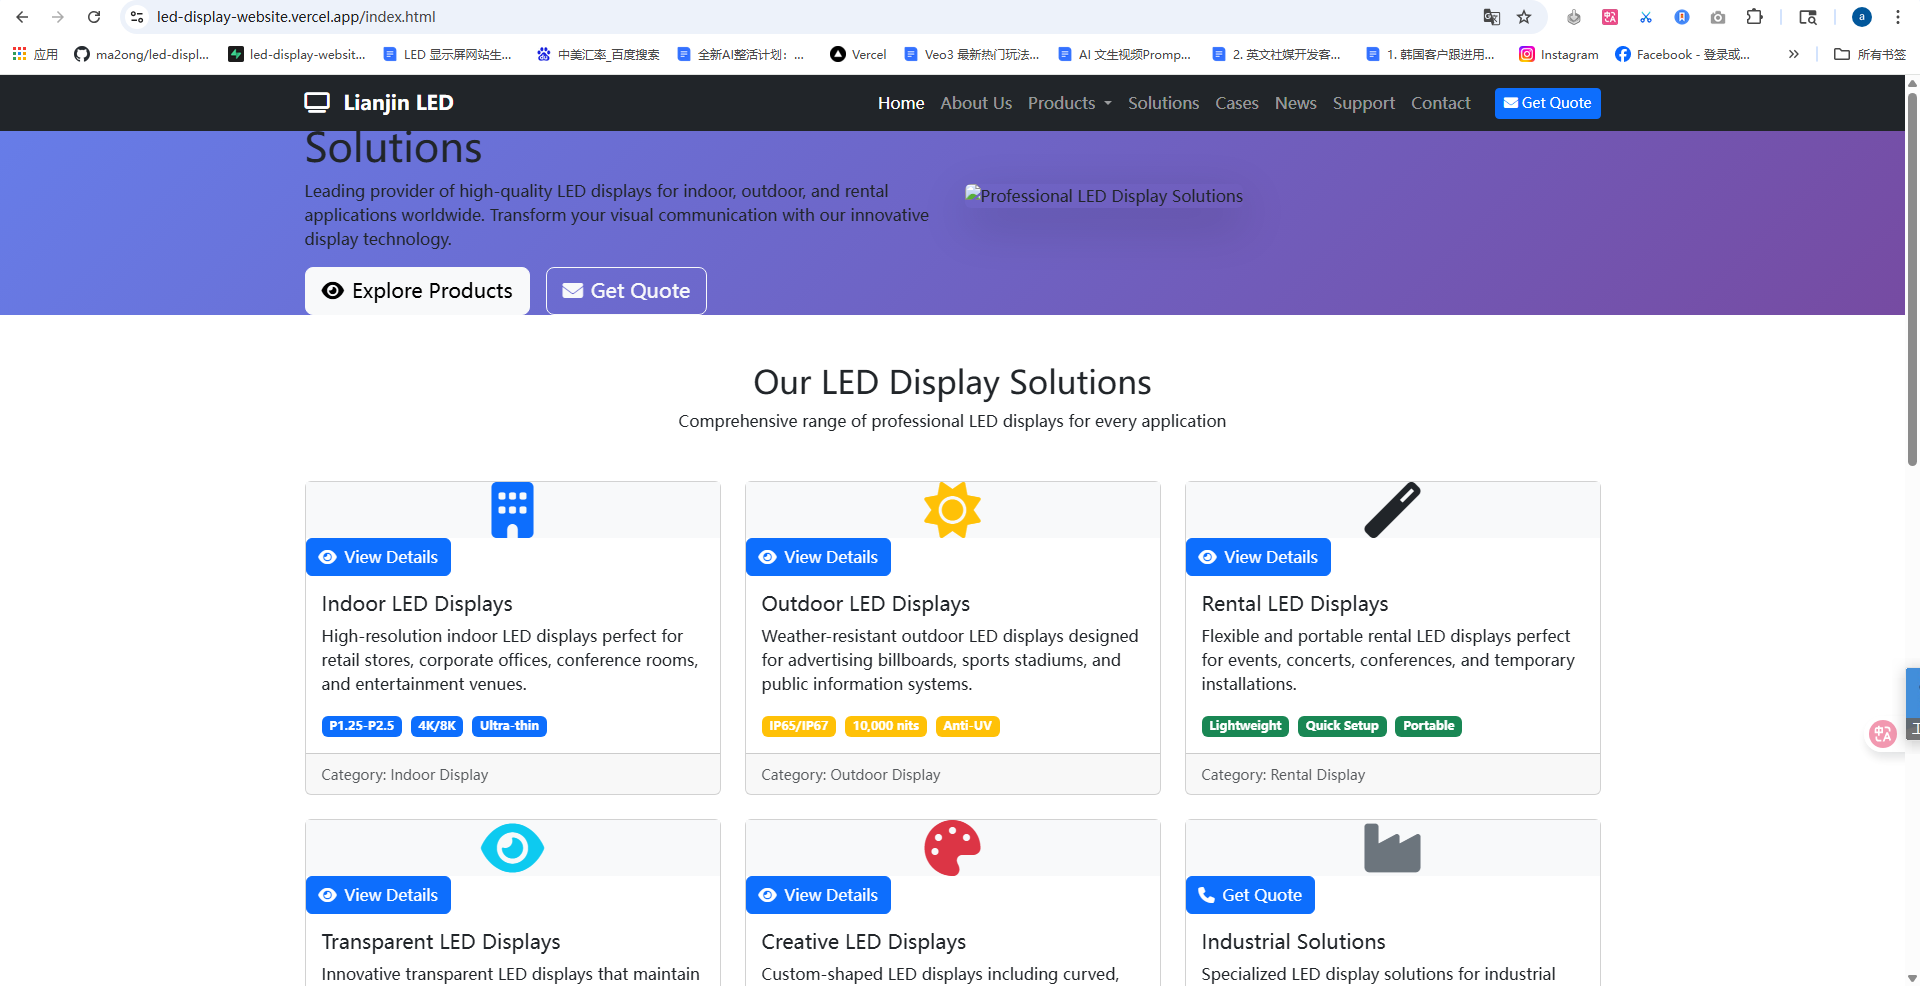 led-display-website.vercel.app/index.html
应用
ma2ong/led-displ...
led-display-websit...
LED 显示屏网站生...
中美汇率_百度搜索
全新AI整活计划：...
Vercel
Veo3 最新热门玩法...
AI 文生视频Promp...
2. 英文社媒开发客...
1. 韩国客户跟进用...
Instagram
Facebook - 登录或...
所有书签
Lianjin LED
Home
About Us
Products
Solutions
Cases
News
Support
Contact
Get Quote
Solutions
Leading provider of high-quality LED displays for indoor, outdoor, and rental
applications worldwide. Transform your visual communication with our innovative
display technology.
Professional LED Display Solutions
Explore Products
Get Quote
Our LED Display Solutions
Comprehensive range of professional LED displays for every application
View Details
Indoor LED Displays
High-resolution indoor LED displays perfect for
retail stores, corporate offices, conference rooms,
and entertainment venues.
P1.25-P2.5
4K/8K
Ultra-thin
Category: Indoor Display
View Details
Outdoor LED Displays
Weather-resistant outdoor LED displays designed
for advertising billboards, sports stadiums, and
public information systems.
IP65/IP67
10,000 nits
Anti-UV
Category: Outdoor Display
View Details
Rental LED Displays
Flexible and portable rental LED displays perfect
for events, concerts, conferences, and temporary
installations.
Lightweight
Quick Setup
Portable
Category: Rental Display
View Details
Transparent LED Displays
Innovative transparent LED displays that maintain
View Details
Creative LED Displays
Custom-shaped LED displays including curved,
Get Quote
Industrial Solutions
Specialized LED display solutions for industrial